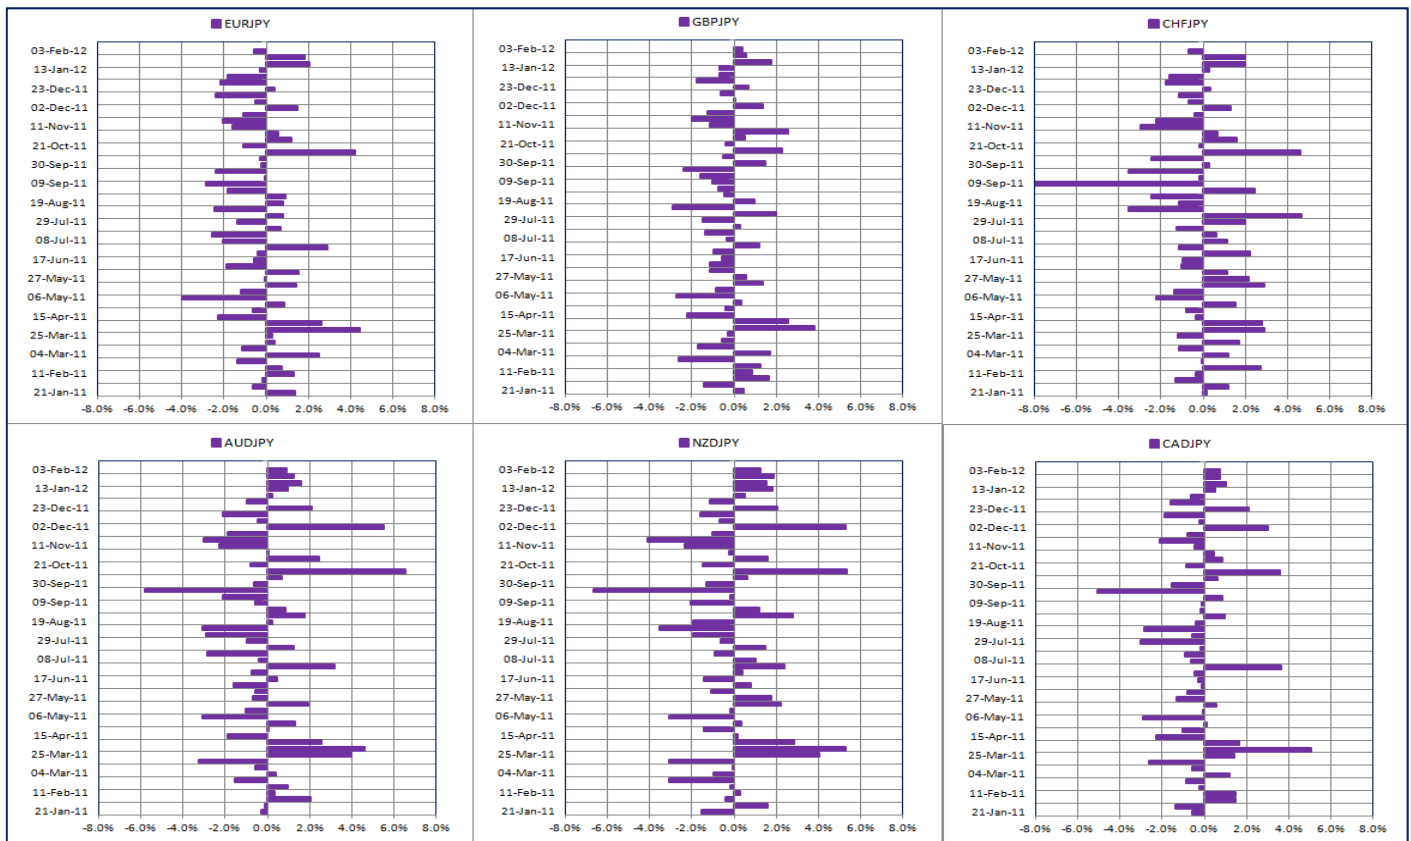 EURJPY
03-Feb-12
13-Jan-12
23-Dec-11
02-Dec-11
11-Nov-11
21-Oct-11
30-Sep-11
09-Sep-11
19-Aug-11
29-Jul-11
08-Jul-11
17-Jun-11
27-May-11
06-May-11
15-Apr-11
25-Mar-11
04-Mar-11
11-Feb-11
21-Jan-11
-8.0% -6.0% -4.0% -2.0% 0.0% 2.0% 4.0% 6.0% 8.0%
GBPJPY
03-Feb-12
13-Jan-12
23-Dec-11
02-Dec-11
11-Nov-11
21-Oct-11
30-Sep-11
09-Sep-11
19-Aug-11
29-Jul-11
08-Jul-11
17-Jun-11
27-May-11
06-May-11
15-Apr-11
25-Mar-11
04-Mar-11
11-Feb-11
21-Jan-11
-8.0% -6.0% -4.0% -2.0% 0.0% 2.0% 4.0% 6.0% 8.0%
CHFJPY
03-Feb-12
13-Jan-12
23-Dec-11
02-Dec-11
11-Nov-11
21-Oct-11
30-Sep-11
09-Sep-11
19-Aug-11
29-Jul-11
08-Jul-11
17-Jun-11
27-May-11
06-May-11
15-Apr-11
25-Mar-11
04-Mar-11
11-Feb-11
21-Jan-11
-8.0% -6.0% -4.0% -2.0% 0.0% 2.0% 4.0% 6.0% 8.0%
AUDJPY
03-Feb-12
13-Jan-12
23-Dec-11
02-Dec-11
11-Nov-11
21-Oct-11
30-Sep-11
09-Sep-11
19-Aug-11
29-Jul-11
08-Jul-11
17-Jun-11
27-May-11
06-May-11
15-Apr-11
25-Mar-11
04-Mar-11
11-Feb-11
21-Jan-11
-8.0% -6.0% -4.0% -2.0% 0.0% 2.0% 4.0% 6.0% 8.0%
NZDJPY
03-Feb-12
13-Jan-12
23-Dec-11
02-Dec-11
11-Nov-11
21-Oct-11
30-Sep-11
09-Sep-11
19-Aug-11
29-Jul-11
08-Jul-11
17-Jun-11
27-May-11
06-May-11
15-Apr-11
25-Mar-11
04-Mar-11
11-Feb-11
21-Jan-11
-8.0% -6.0% -4.0% -2.0% 0.0% 2.0% 4.0% 6.0% 8.0%
CADJPY
03-Feb-12
13-Jan-12
23-Dec-11
02-Dec-11
11-Nov-11
21-Oct-11
30-Sep-11
09-Sep-11
19-Aug-11
29-Jul-11
08-Jul-11
17-Jun-11
27-May-11
06-May-11
15-Apr-11
25-Mar-11
04-Mar-11
11-Feb-11
21-Jan-11
-8.0% -6.0% -4.0% -2.0% 0.0% 2.0% 4.0% 6.0% 8.0%